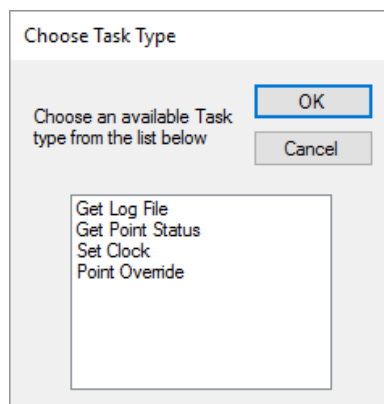 Choose Task Type
Choose an available Task
type from the list below
OK
Cancel
Get Log File
Get Point Status
Set Clock
Point Override